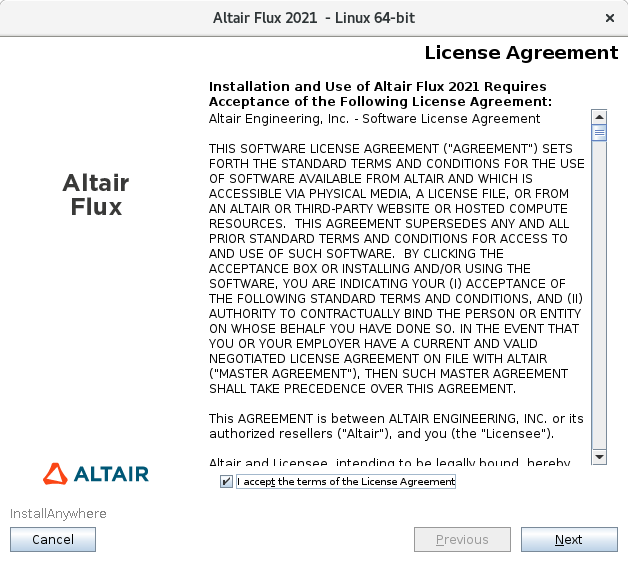 Altair Flux 2021  - Linux 64-bit
License Agreement
Installation and Use of Altair Flux 2021 Requires
Acceptance of the Following License Agreement:
Altair Engineering, Inc. - Software License Agreement
THIS SOFTWARE LICENSE AGREEMENT ("AGREEMENT") SETS
FORTH THE STANDARD TERMS AND CONDITIONS FOR THE USE
OF SOFTWARE AVAILABLE FROM ALTAIR AND WHICH IS
ACCESSIBLE VIA PHYSICAL MEDIA, A LICENSE FILE, OR FROM
AN ALTAIR OR THIRD-PARTY WEBSITE OR HOSTED COMPUTE
RESOURCES.  THIS AGREEMENT SUPERSEDES ANY AND ALL
PRIOR STANDARD TERMS AND CONDITIONS FOR ACCESS TO
AND USE OF SUCH SOFTWARE.  BY CLICKING THE
ACCEPTANCE BOX OR INSTALLING AND/OR USING THE
SOFTWARE, YOU ARE INDICATING YOUR (I) ACCEPTANCE OF
THE FOLLOWING STANDARD TERMS AND CONDITIONS, AND (II)
AUTHORITY TO CONTRACTUALLY BIND THE PERSON OR ENTITY
ON WHOSE BEHALF YOU HAVE DONE SO. IN THE EVENT THAT
YOU OR YOUR EMPLOYER HAVE A CURRENT AND VALID
NEGOTIATED LICENSE AGREEMENT ON FILE WITH ALTAIR
("MASTER AGREEMENT"), THEN SUCH MASTER AGREEMENT
SHALL TAKE PRECEDENCE OVER THIS AGREEMENT.
This AGREEMENT is between ALTAIR ENGINEERING, INC. or its
authorized resellers ("Altair"), and you (the "Licensee").
Altair and Licensee, intending to be legally bound, hereby
I accept the terms of the License Agreement
Altair
Flux
ALTAIR
InstallAnywhere
Cancel
Previous
Next